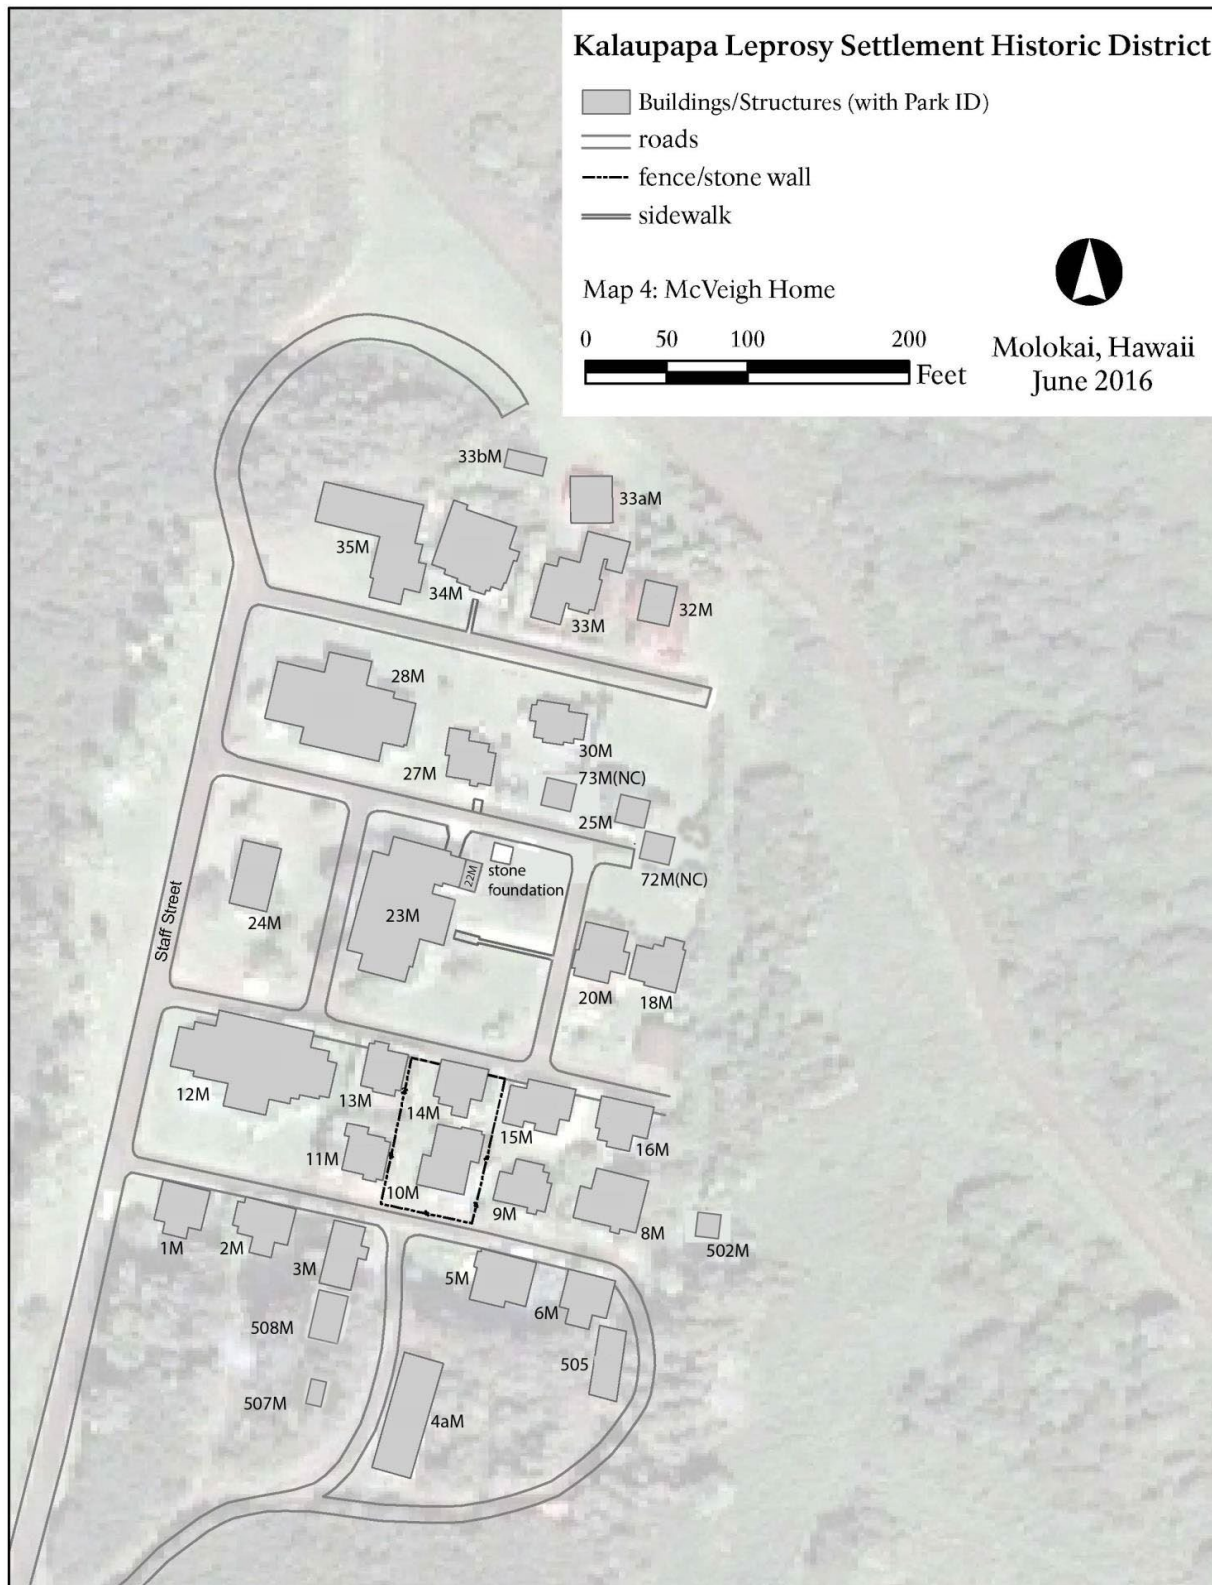 Kalaupapa Leprosy Settlement Historic District
Buildings/Structures (with Park ID)
roads
fence/stone wall
sidewalk
Map 4: McVeigh Home
0 50 100 200
Feet
Molokai, Hawaii
June 2016
33bM
33aM
35M
34M
33M
32M
28M
30M
27M
73M(NC)
25M
72M(NC)
22M
stone
foundation
24M
23M
Staff Street
20M
18M
12M
13M
14M
15M
16M
11M
10M
9M
8M
502M
1M
2M
3M
5M
6M
508M
505
507M
4aM